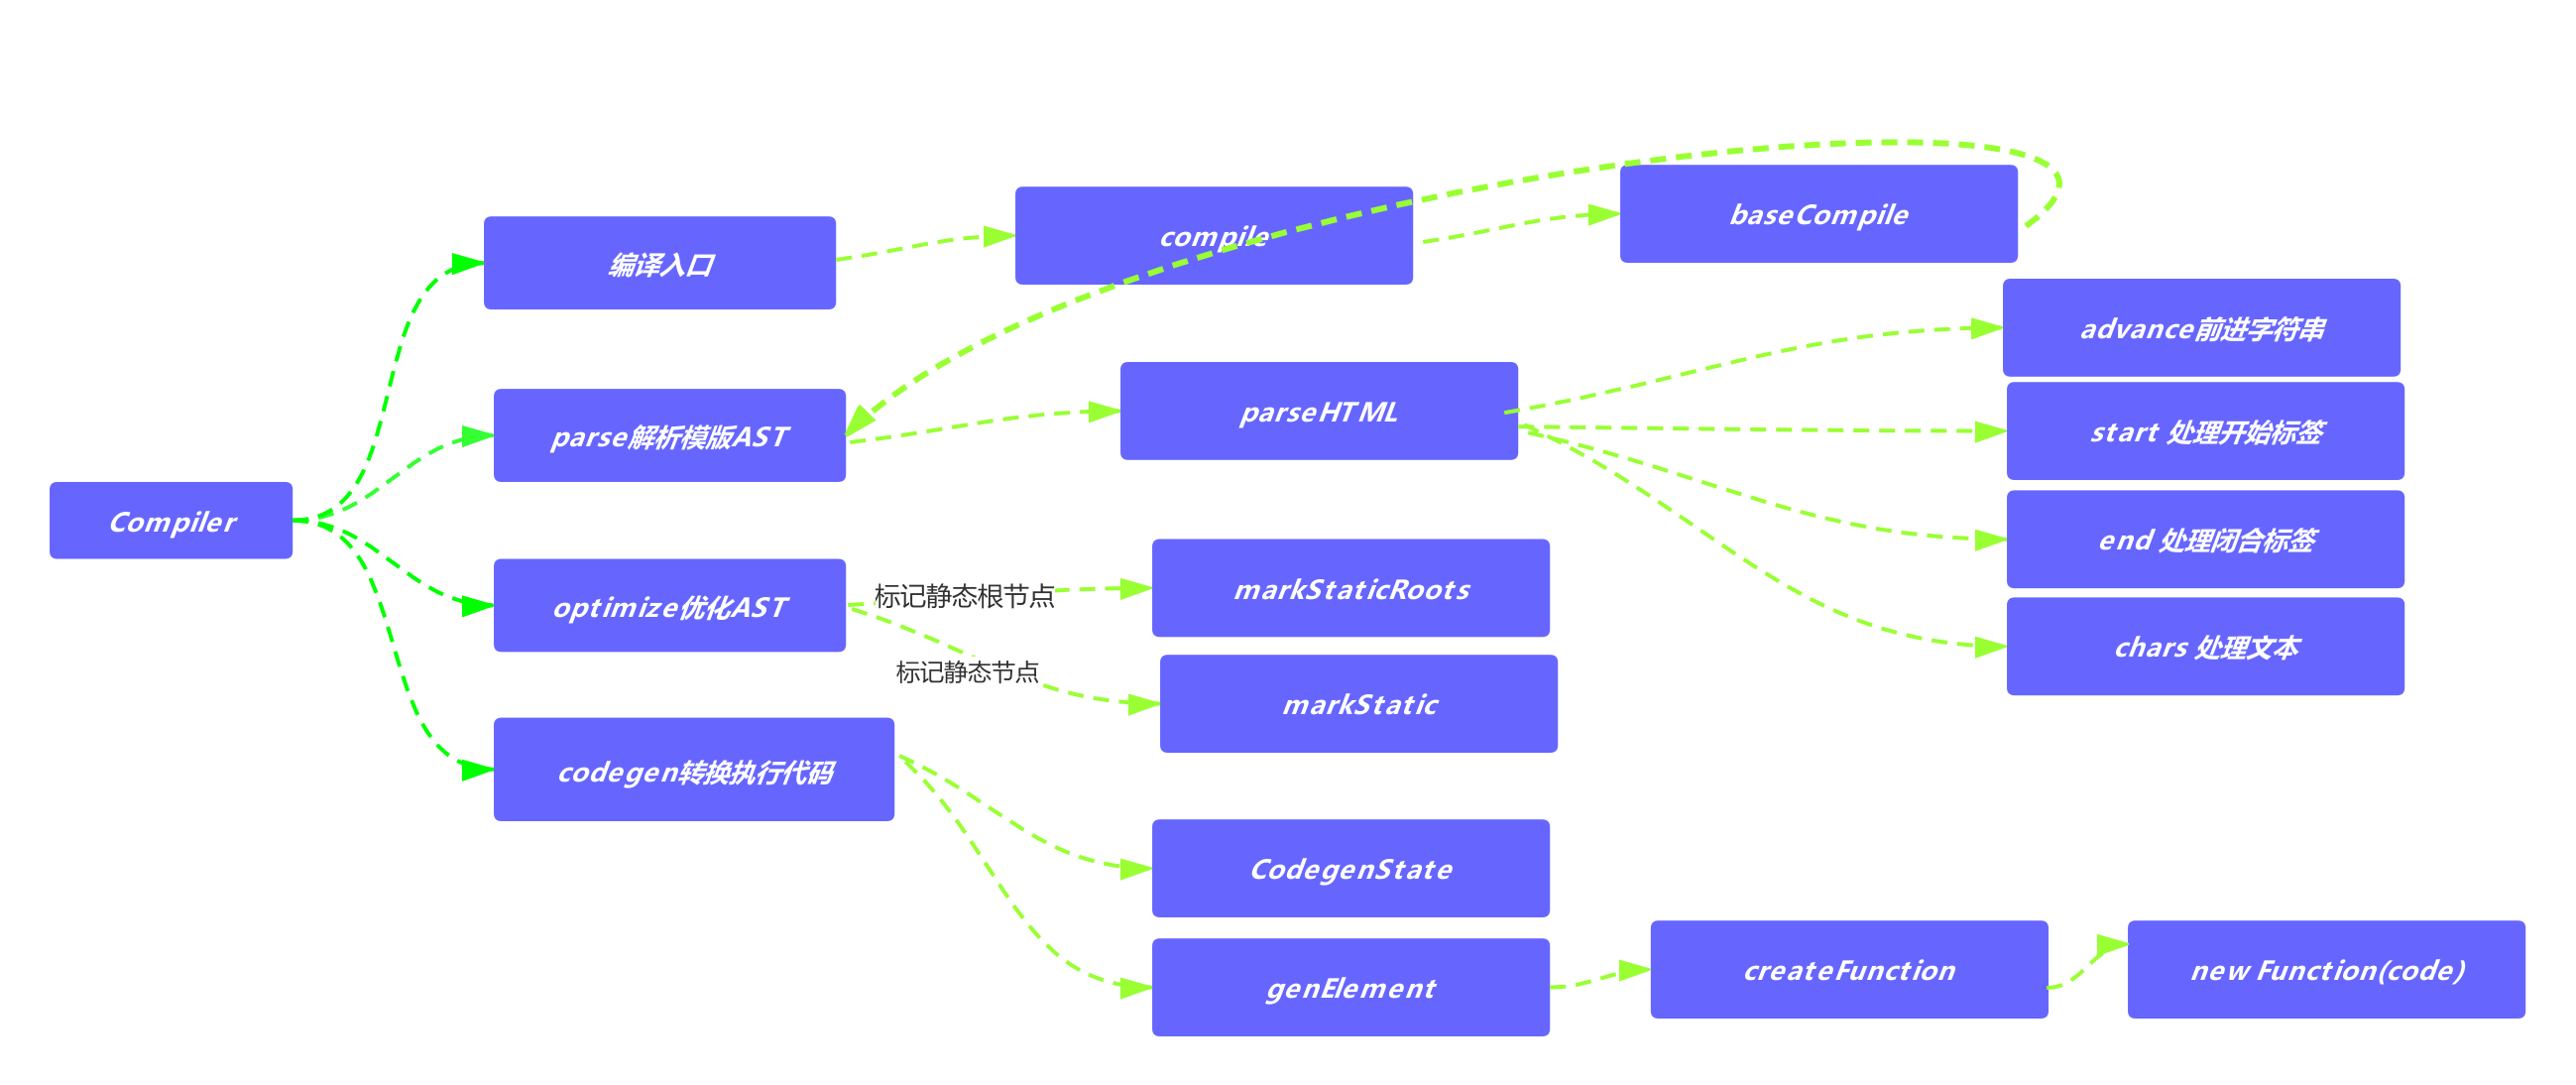 Compiler
编译入口
compile
baseCompile
parse解析模版AST
parseHTML
advance前进字符串
start 处理开始标签
end 处理闭合标签
chars 处理文本
optimize优化AST
标记静态根节点
markStaticRoots
标记静态节点
markStatic
codegen转换执行代码
CodegenState
genElement
createFunction
new Function(code)